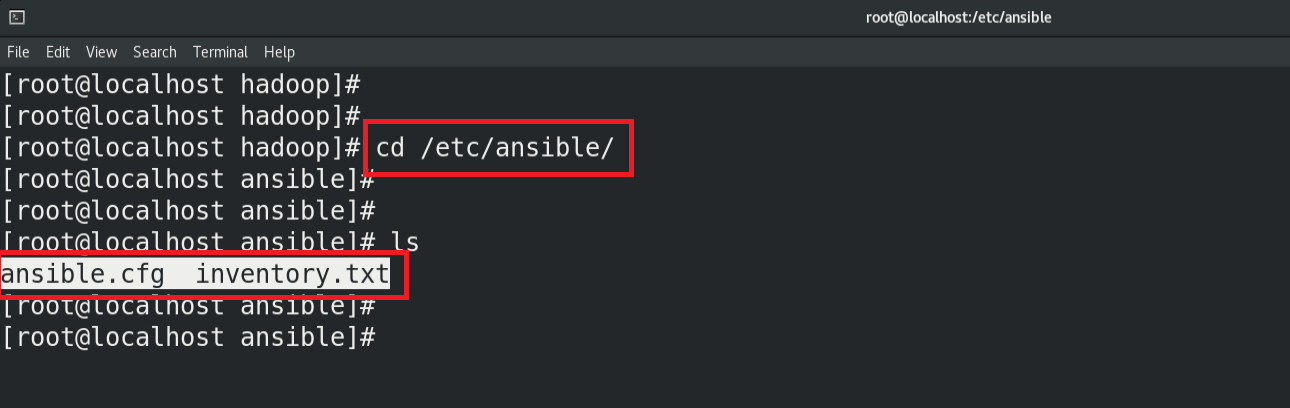 root@localhost:/etc/ansible
File Edit View Search Terminal Help
[root@localhost hadoop]#
[root@localhost hadoop]#
[root@localhost hadoop]# cd /etc/ansible/
[root@localhost ansible]#
[root@localhost ansible]#
[root@localhost ansible]# ls
ansible.cfg  inventory.txt
[root@localhost ansible]#
[root@localhost ansible]#